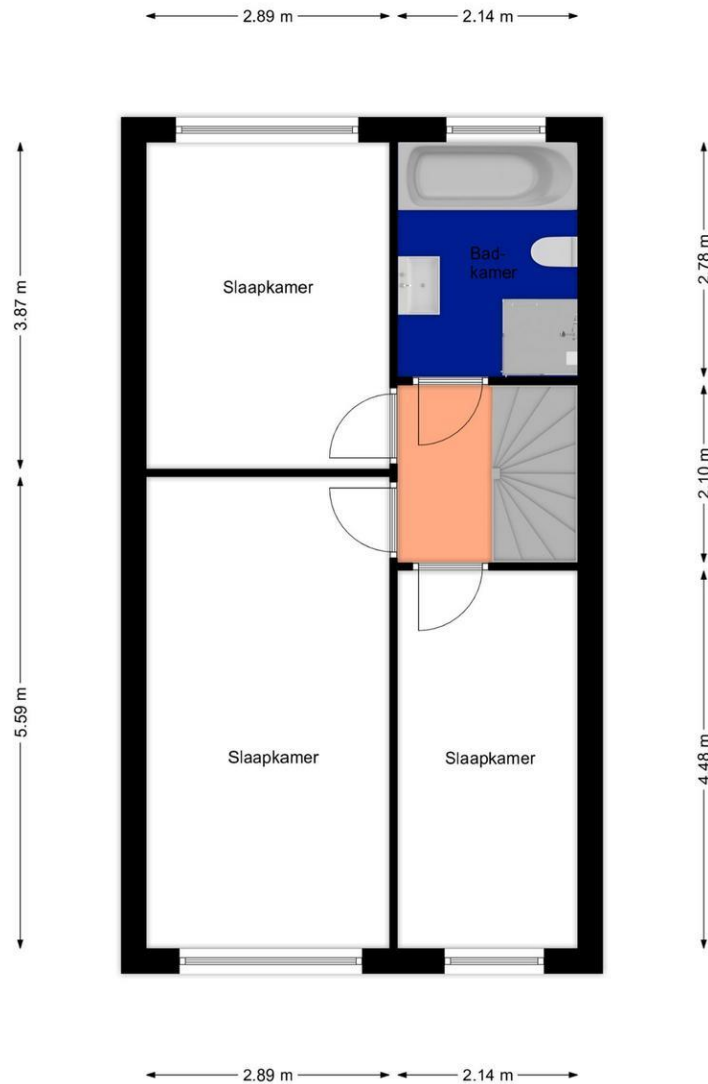 2.89 m
2.14 m
3.87 m
2.78 m
Slaapkamer
Bad-
kamer
2.10 m
5.59 m
4.48 m
Slaapkamer
Slaapkamer
2.89 m
2.14 m